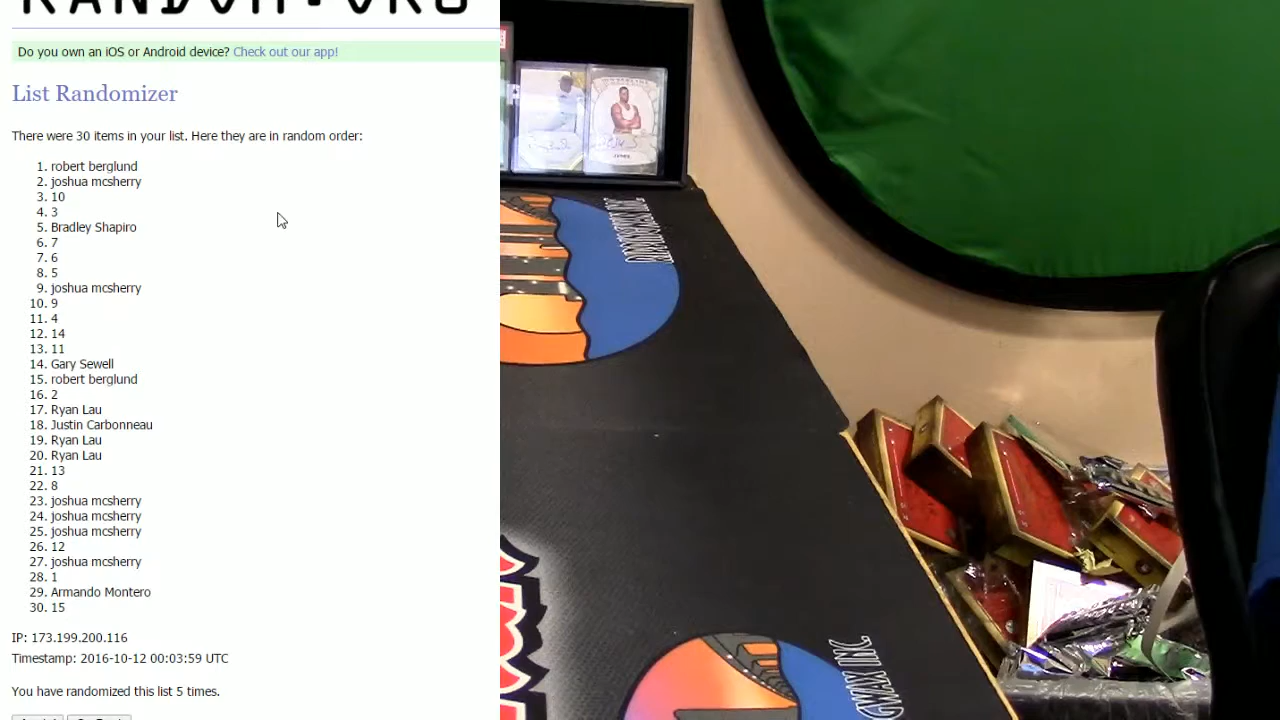 RANDOM.ORG
Do you own an iOS or Android device? Check out our app!
List Randomizer
There were 30 items in your list. Here they are in random order:
1. robert berglund
2. joshua mcsherry
3. 10
4. 3
5. Bradley Shapiro
6. 7
7. 6
8. 5
9. joshua mcsherry
10. 9
11. 4
12. 14
13. 11
14. Gary Sewell
15. robert berglund
16. 2
17. Ryan Lau
18. Justin Carbonneau
19. Ryan Lau
20. Ryan Lau
21. 13
22. 8
23. joshua mcsherry
24. joshua mcsherry
25. joshua mcsherry
26. 12
27. joshua mcsherry
28. 1
29. Armando Montero
30. 15
IP: 173.199.200.116
Timestamp: 2016-10-12 00:03:59 UTC
You have randomized this list 5 times.
GWAX INC